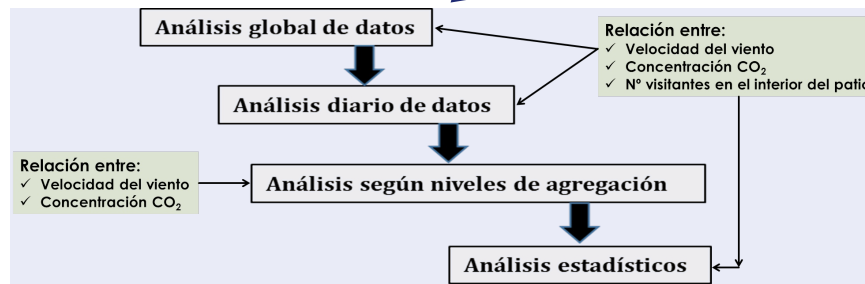 Análisis global de datos
Relación entre:
✓ Velocidad del viento
✓ Concentración CO₂
✓ Nº visitantes en el interior del patio
Análisis diario de datos
Relación entre:
✓ Velocidad del viento
✓ Concentración CO₂
Análisis según niveles de agregación
Análisis estadísticos